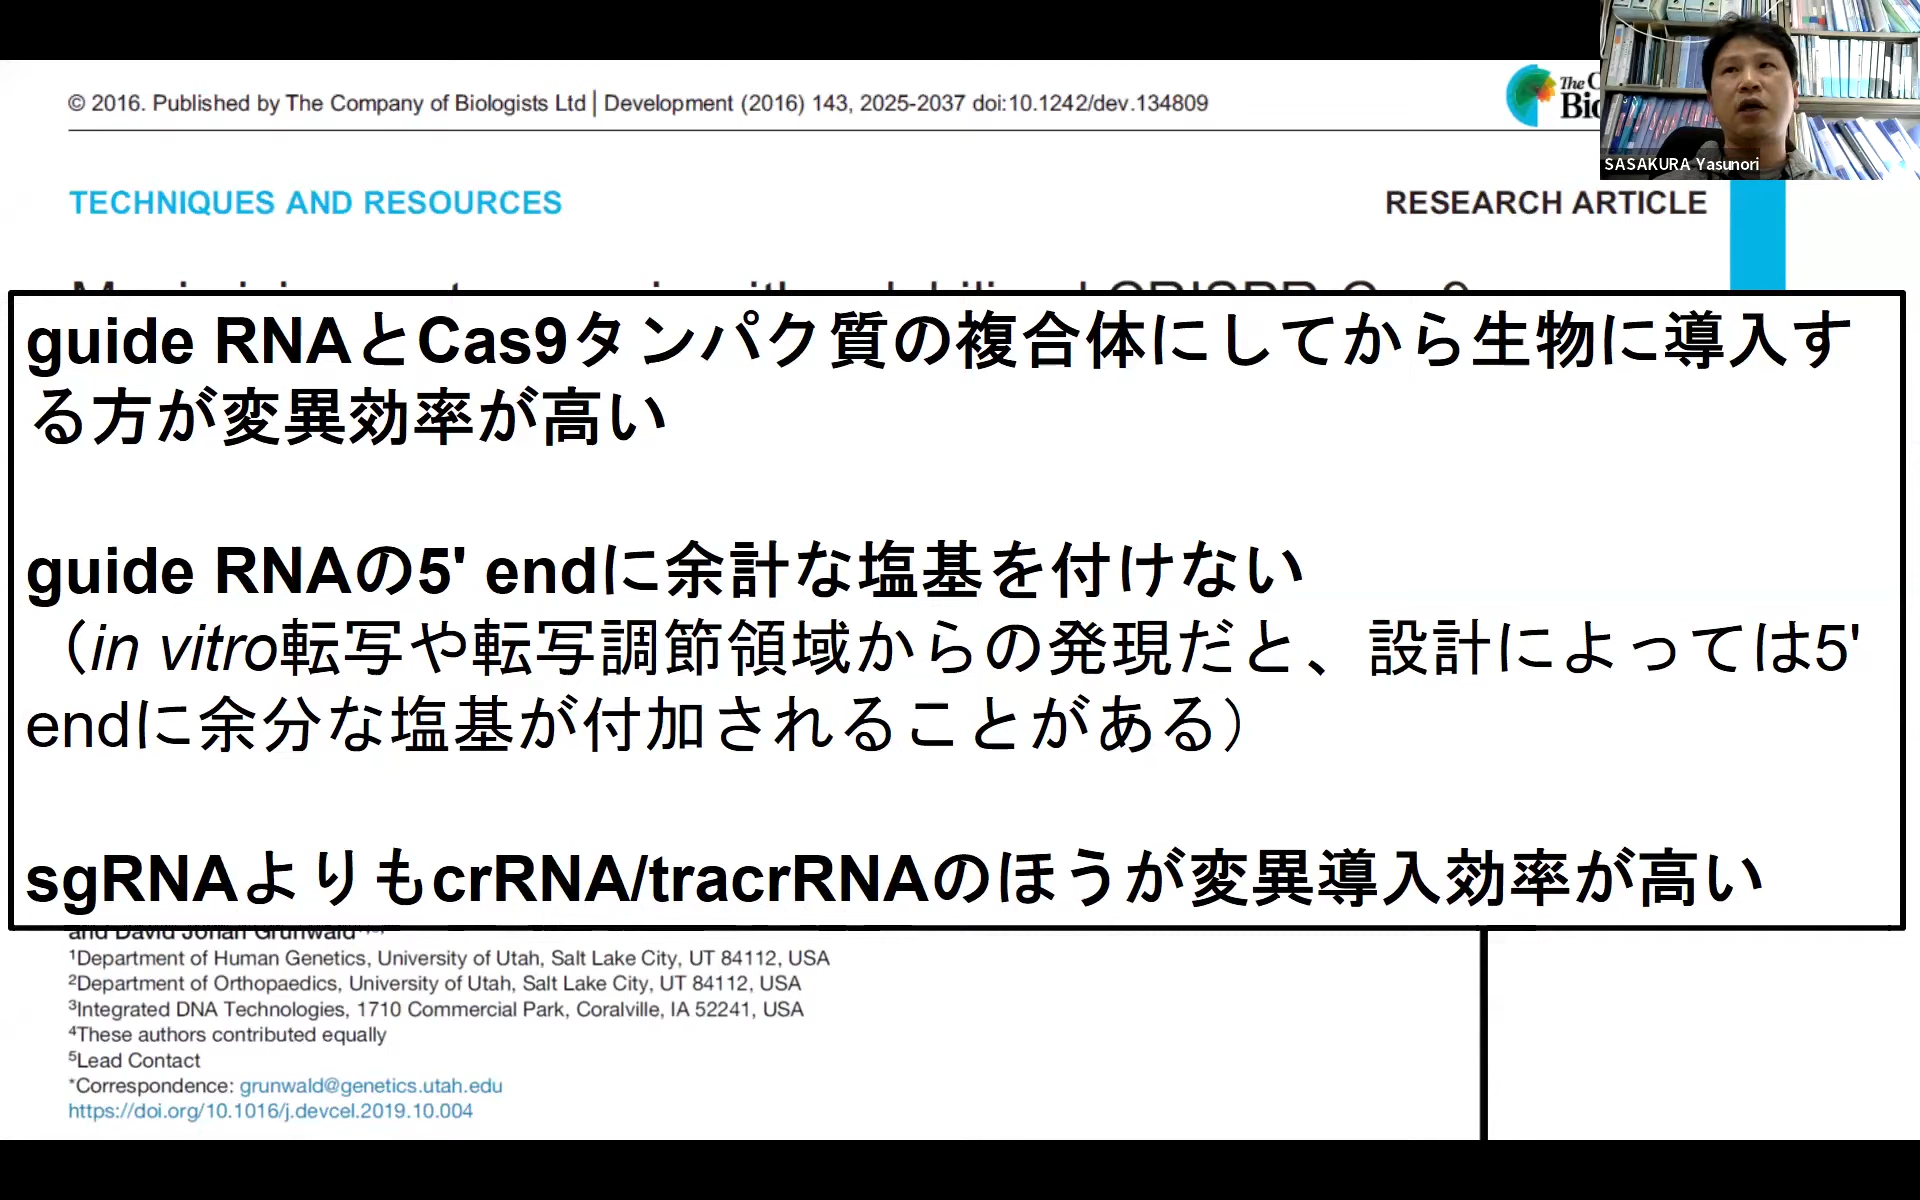 © 2016. Published by The Company of Biologists Ltd | Development (2016) 143, 2025-2037 doi:10.1242/dev.134809
The
SASAKURA Yasunori
TECHNIQUES AND RESOURCES
RESEARCH ARTICLE
guide RNAとCas9タンパク質の複合体にしてから生物に導入す
る方が変異効率が高い
guide RNAの5' endに余計な塩基を付けない
（in vitro転写や転写調節領域からの発現だと、設計によっては5'
endに余分な塩基が付加されることがある）
sgRNAよりもcrRNA/tracrRNAのほうが変異導入効率が高い
and David Jonah Grunwald
¹Department of Human Genetics, University of Utah, Salt Lake City, UT 84112, USA
²Department of Orthopaedics, University of Utah, Salt Lake City, UT 84112, USA
³Integrated DNA Technologies, 1710 Commercial Park, Coralville, IA 52241, USA
⁴These authors contributed equally
⁵Lead Contact
*Correspondence: grunwald@genetics.utah.edu
https://doi.org/10.1016/j.devcel.2019.10.004